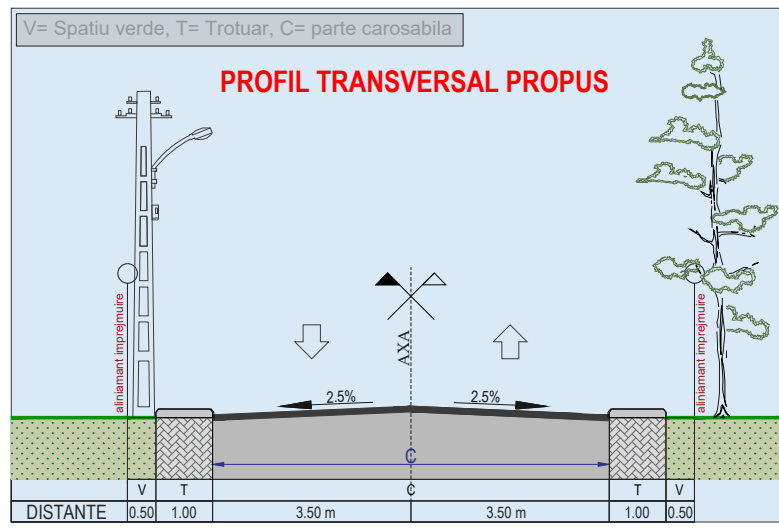 V= Spatiu verde, T= Trotuar, C= parte carosabila
PROFIL TRANSVERSAL PROPUS
aliniamant imprejmuire
AXA
aliniamant imprejmuire
2.5% 2.5%
C
V T C T V
DISTANTE 0.50 1.00 3.50 m 3.50 m 1.00 0.50